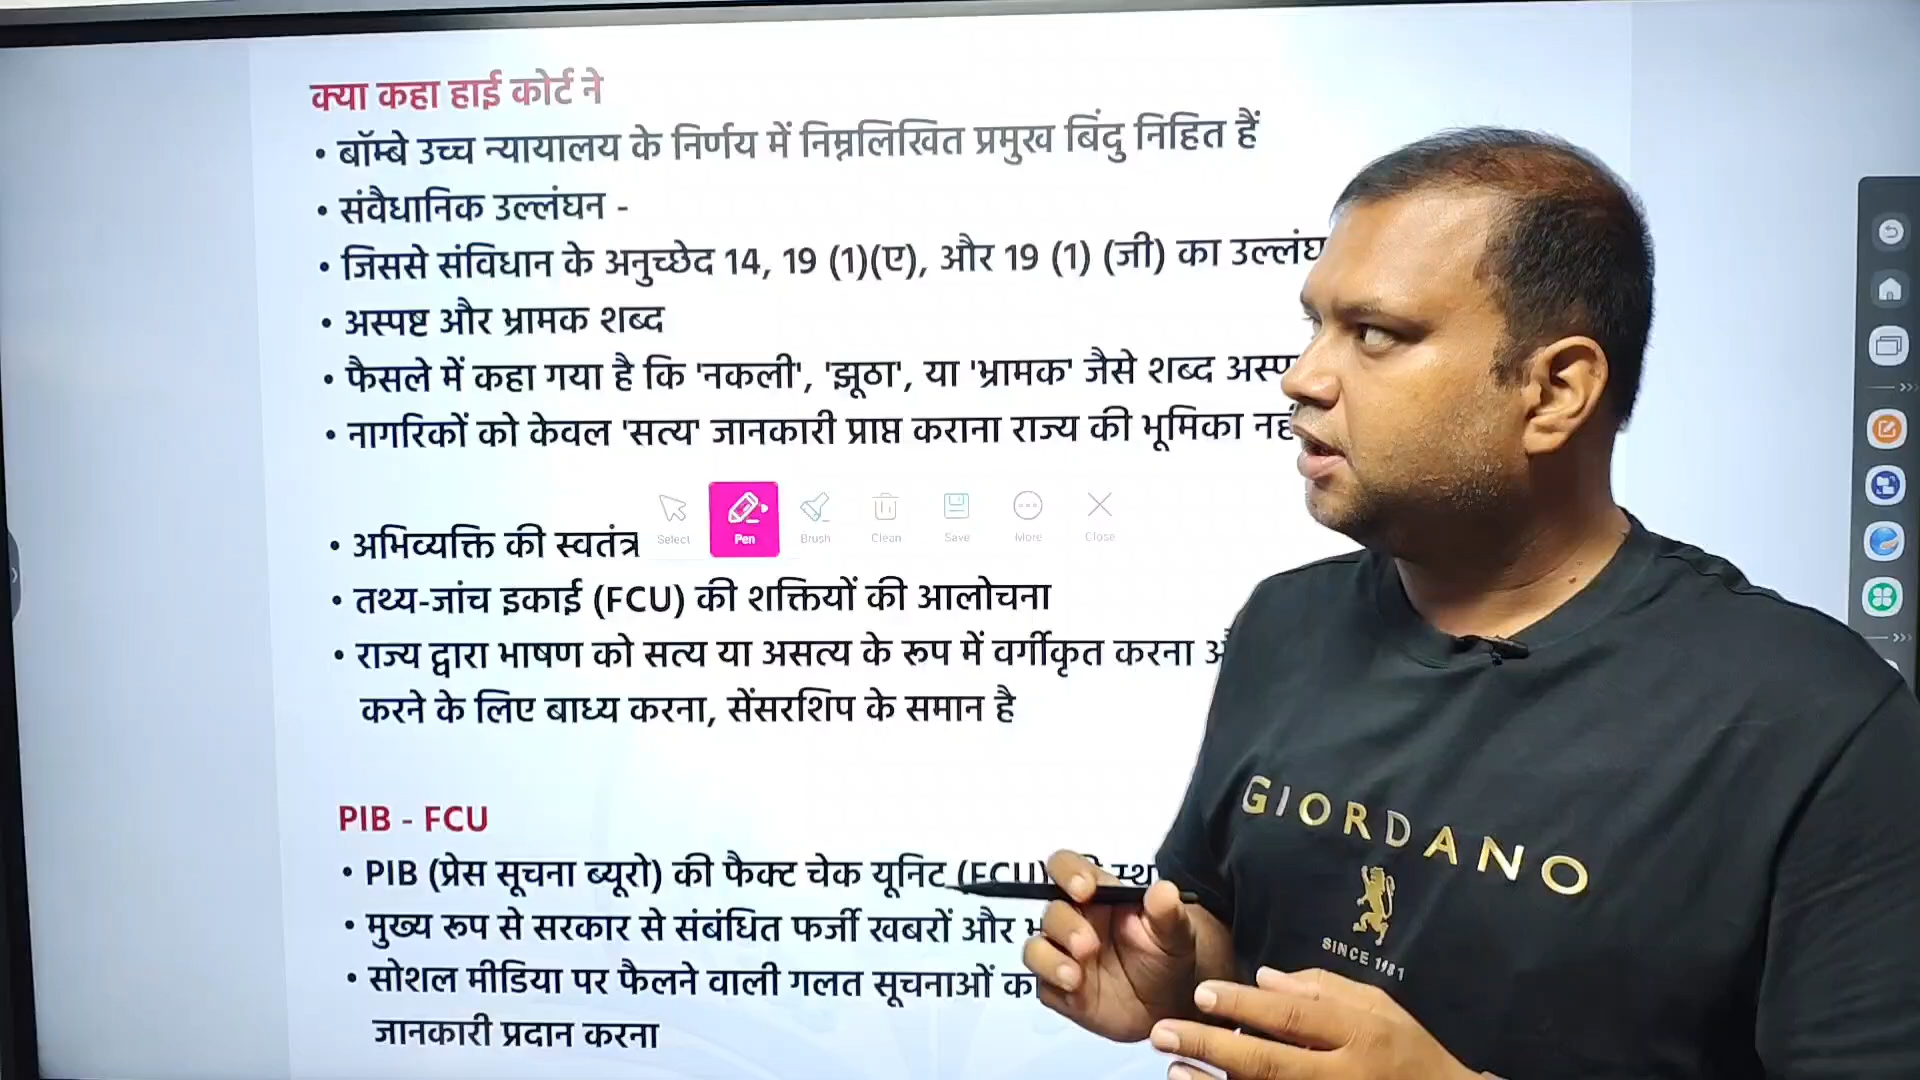 क्या कहा हाई कोर्ट ने
• बॉम्बे उच्च न्यायालय के निर्णय में निम्नलिखित प्रमुख बिंदु निहित हैं
• संवैधानिक उल्लंघन -
• जिससे संविधान के अनुच्छेद 14, 19 (1)(ए), और 19 (1) (जी) का
• अस्पष्ट और भ्रामक शब्द
• फैसले में कहा गया है कि 'नकली', 'झूठा', या 'भ्रामक' जैसे शब्द
• नागरिकों को केवल 'सत्य' जानकारी प्राप्त कराना राज्य की भूमिका
Select Pen Brush Clean Save More Close
• अभिव्यक्ति की
• तथ्य-जांच इकाई (FCU) की शक्तियों की आलोचना
• राज्य द्वारा भाषण को सत्य या असत्य के रूप में वर्गीकृत करना
करने के लिए बाध्य करना, सेंसरशिप के समान है
PIB - FCU
• PIB (प्रेस सूचना ब्यूरो) की फैक्ट चेक यूनिट (FCU)
• मुख्य रूप से सरकार से संबंधित फर्जी खबरों और
• सोशल मीडिया पर फैलने वाली गलत सूचनाओं
जानकारी प्रदान करना
GIORDANO
SINCE 1981